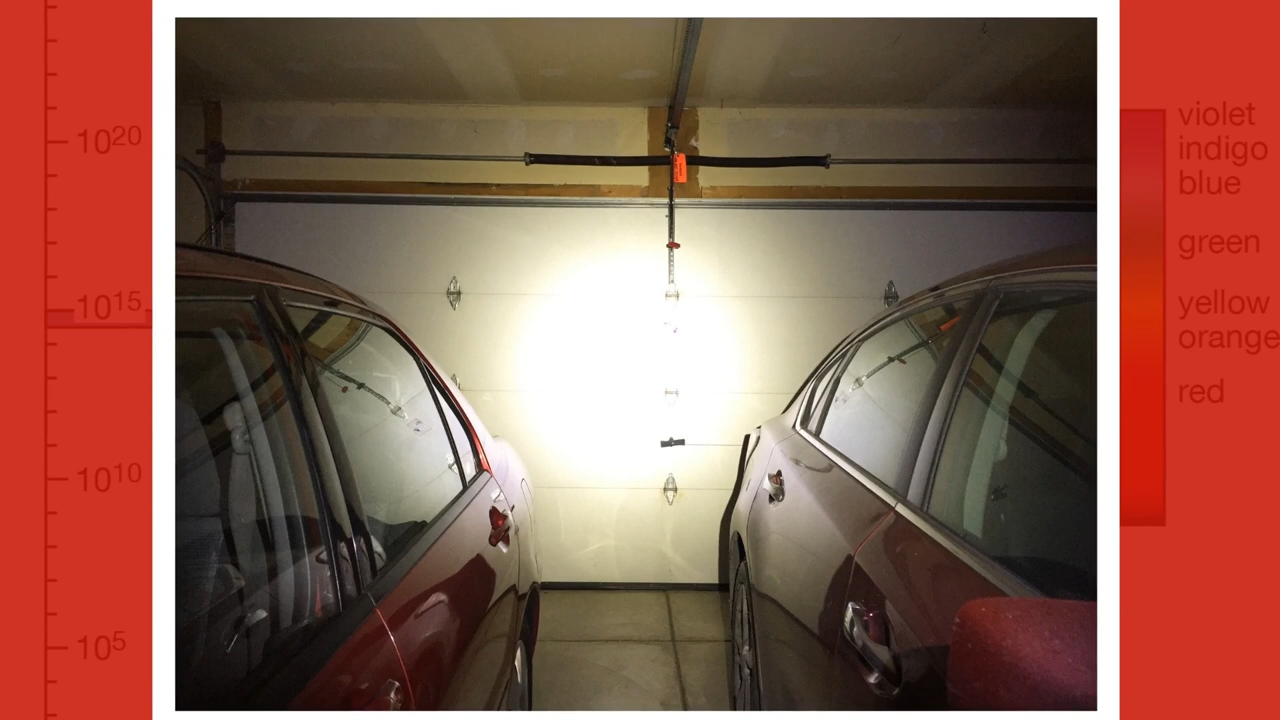 10²⁰
10¹⁵
10¹⁰
10⁵
violet
indigo
blue
green
yellow
orange
red